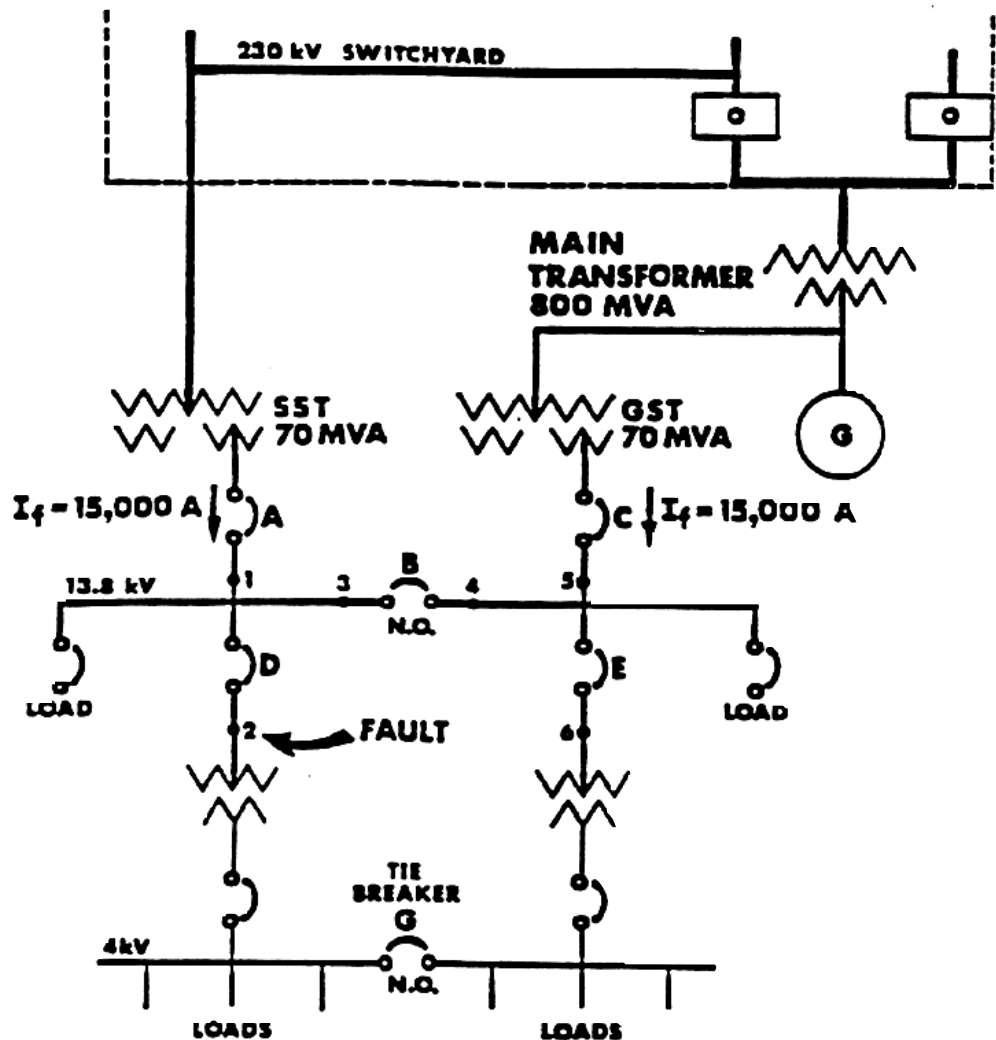 230 kV SWITCHYARD
MAIN
TRANSFORMER
800 MVA
SST
70 MVA
GST
70 MVA
G
If = 15,000 A
A
C
If = 15,000 A
13.8 kV
1
3
B
4
5
N.O.
D
E
LOAD
LOAD
2
FAULT
6
TIE
BREAKER
G
4kV
N.O.
LOADS
LOADS